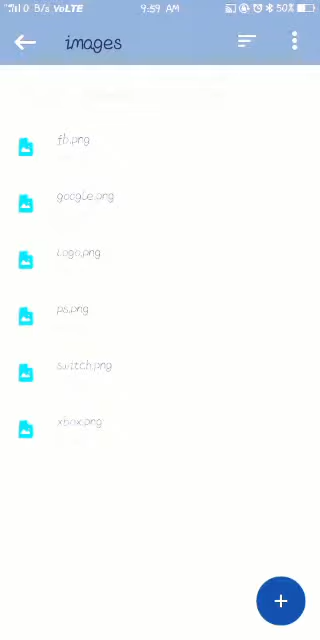 0 B/s VoLTE 9:59 AM 50%
images
fb.png
google.png
Logo.png
ps.png
switch.png
xbox.png